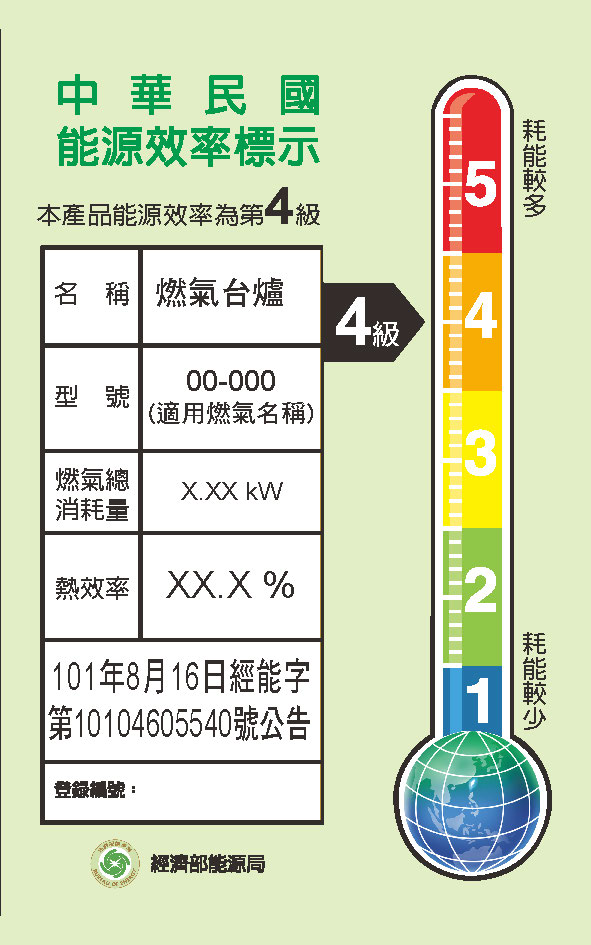 中華民國
能源效率標示
本產品能源效率為第4級
名稱 燃氣台爐
4級
型號 00-000
(適用燃氣名稱)
燃氣總
消耗量
X.XX kW
熱效率 XX.X %
101年8月16日經能字
第10104605540號公告
登錄編號：
經濟部能源局
耗能較多
5
4
3
2
1
耗能較少